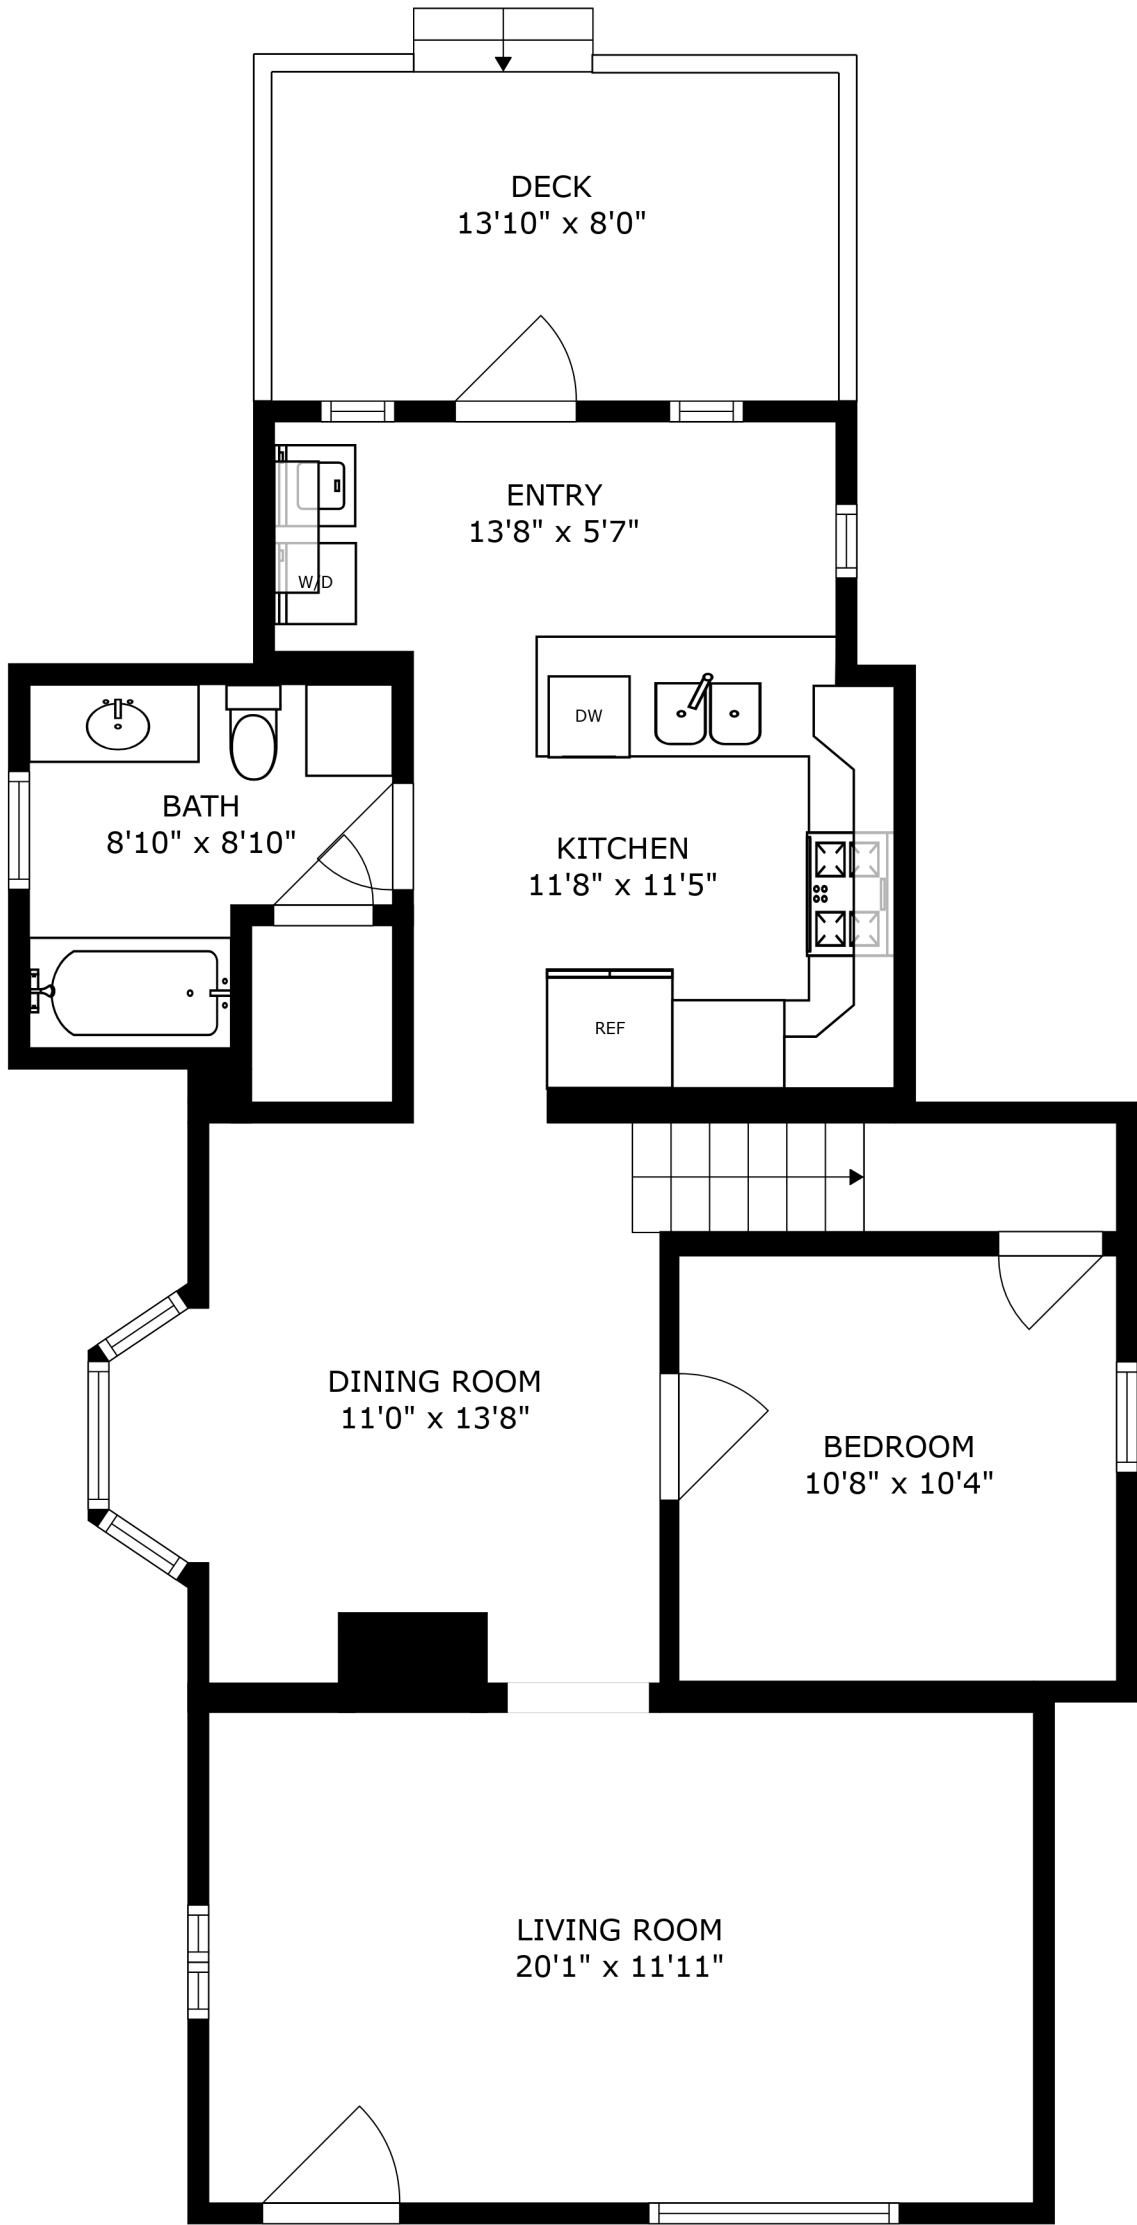 DECK
13'10" x 8'0"
ENTRY
13'8" x 5'7"
W/D
DW
BATH
8'10" x 8'10"
KITCHEN
11'8" x 11'5"
REF
DINING ROOM
11'0" x 13'8"
BEDROOM
10'8" x 10'4"
LIVING ROOM
20'1" x 11'11"